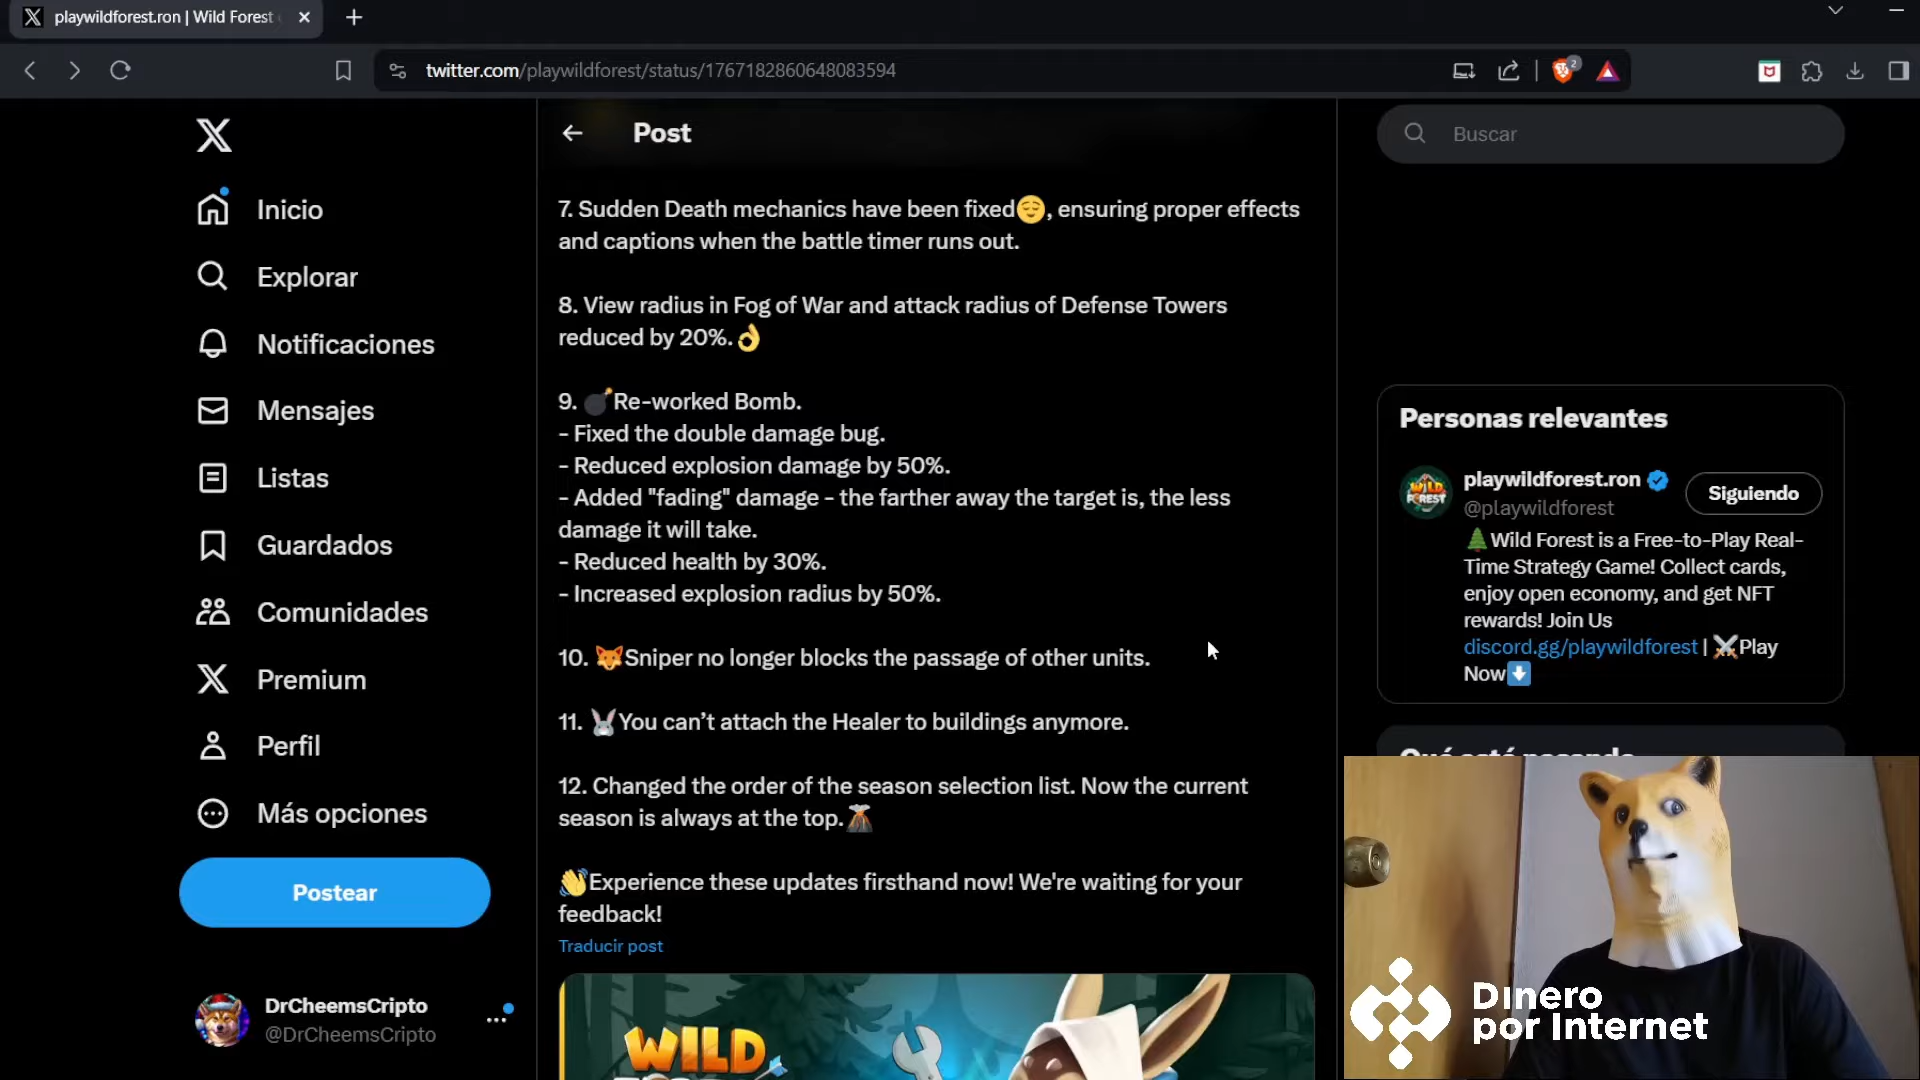 playwildforest.ron | Wild Forest
twitter.com/playwildforest/status/1767182860648083594
2
Post
Buscar
Inicio
Explorar
Notificaciones
Mensajes
Listas
Guardados
Comunidades
Premium
Perfil
Más opciones
Postear
DrCheemsCripto
@DrCheemsCripto
7. Sudden Death mechanics have been fixed😌, ensuring proper effects
and captions when the battle timer runs out.
8. View radius in Fog of War and attack radius of Defense Towers
reduced by 20%.👌
9. 💣Re-worked Bomb.
- Fixed the double damage bug.
- Reduced explosion damage by 50%.
- Added "fading" damage - the farther away the target is, the less
damage it will take.
- Reduced health by 30%.
- Increased explosion radius by 50%.
10. 🦊Sniper no longer blocks the passage of other units.
11. 🐰You can’t attach the Healer to buildings anymore.
12. Changed the order of the season selection list. Now the current
season is always at the top.🌋
👋Experience these updates firsthand now! We're waiting for your
feedback!
Traducir post
WILD
Personas relevantes
playwildforest.ron
@playwildforest
Siguiendo
WILD
FOREST
🌲Wild Forest is a Free-to-Play Real-
Time Strategy Game! Collect cards,
enjoy open economy, and get NFT
rewards! Join Us
discord.gg/playwildforest | ⚔️Play
Now⬇️
Qué está pasando
Dinero
por Internet